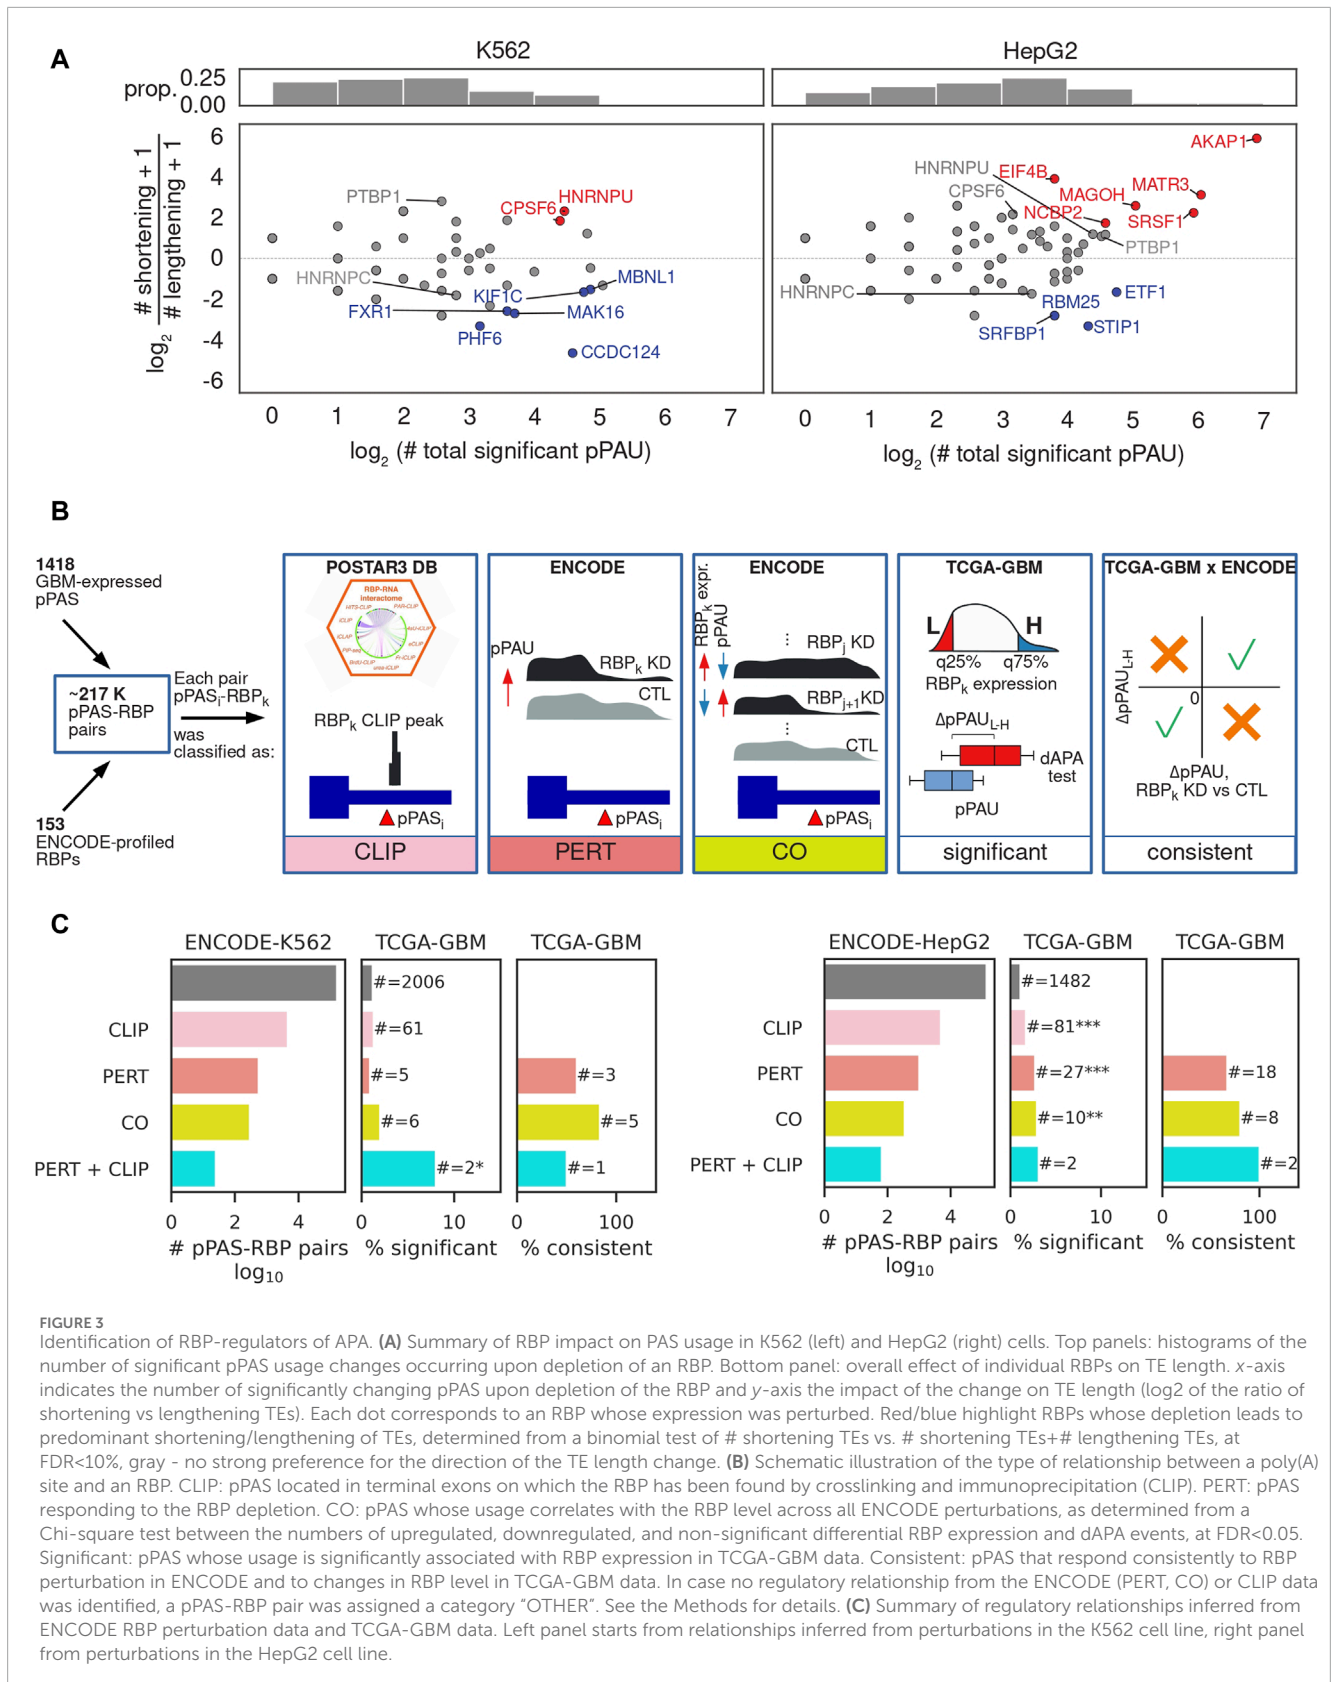 A
K562
HepG2
prop.
0.25
0.00
log2 # shortening + 1 / # lengthening + 1
6
4
2
0
-2
-4
-6
PTBP1
HNRNPU
CPSF6
HNRNPC
KIF1C
MBNL1
FXR1
MAK16
PHF6
CCDC124
AKAP1
HNRNPU
EIF4B
CPSF6
MAGOH
MATR3
NCBP2
SRSF1
PTBP1
HNRNPC
RBM25
ETF1
SRFBP1
STIP1
0 1 2 3 4 5 6 7
0 1 2 3 4 5 6 7
log2 (# total significant pPAU)
log2 (# total significant pPAU)
B
1418
GBM-expressed
pPAS
~217 K
pPAS-RBP
pairs
153
ENCODE-profiled
RBPs
Each pair
pPASi-RBPk
was
classified as:
POSTAR3 DB
RBP-RNA
interactome
HITS-CLIP
PAR-CLIP
iCLIP
eCLIP
RBPk CLIP peak
pPASi
CLIP
ENCODE
pPAU
RBPk KD
CTL
pPASi
PERT
ENCODE
RBPk expr.
pPAU
RBPj KD
RBPj+1KD
CTL
pPASi
CO
TCGA-GBM
L
H
q25%
q75%
RBPk expression
ΔpPAUL-H
dAPA
test
pPAU
significant
TCGA-GBM x ENCODE
ΔpPAUL-H
0
ΔpPAU,
RBPk KD vs CTL
consistent
C
ENCODE-K562
TCGA-GBM
TCGA-GBM
#=2006
CLIP
#=61
PERT
#=5
#=3
CO
#=6
#=5
PERT + CLIP
#=2*
#=1
0 2 4
0 10
0 100
# pPAS-RBP pairs
log10
% significant
% consistent
ENCODE-HepG2
TCGA-GBM
TCGA-GBM
#=1482
CLIP
#=81***
PERT
#=27***
#=18
CO
#=10**
#=8
PERT + CLIP
#=2
#=2
0 2 4
0 10
0 100
# pPAS-RBP pairs
log10
% significant
% consistent
FIGURE 3
Identification of RBP-regulators of APA. (A) Summary of RBP impact on PAS usage in K562 (left) and HepG2 (right) cells. Top panels: histograms of the
number of significant pPAS usage changes occurring upon depletion of an RBP. Bottom panel: overall effect of individual RBPs on TE length. x-axis
indicates the number of significantly changing pPAS upon depletion of the RBP and y-axis the impact of the change on TE length (log2 of the ratio of
shortening vs lengthening TEs). Each dot corresponds to an RBP whose expression was perturbed. Red/blue highlight RBPs whose depletion leads to
predominant shortening/lengthening of TEs, determined from a binomial test of # shortening TEs vs. # shortening TEs+# lengthening TEs, at
FDR<10%, gray - no strong preference for the direction of the TE length change. (B) Schematic illustration of the type of relationship between a poly(A)
site and an RBP. CLIP: pPAS located in terminal exons on which the RBP has been found by crosslinking and immunoprecipitation (CLIP). PERT: pPAS
responding to the RBP depletion. CO: pPAS whose usage correlates with the RBP level across all ENCODE perturbations, as determined from a
Chi-square test between the numbers of upregulated, downregulated, and non-significant differential RBP expression and dAPA events, at FDR<0.05.
Significant: pPAS whose usage is significantly associated with RBP expression in TCGA-GBM data. Consistent: pPAS that respond consistently to RBP
perturbation in ENCODE and to changes in RBP level in TCGA-GBM data. In case no regulatory relationship from the ENCODE (PERT, CO) or CLIP data
was identified, a pPAS-RBP pair was assigned a category “OTHER”. See the Methods for details. (C) Summary of regulatory relationships inferred from
ENCODE RBP perturbation data and TCGA-GBM data. Left panel starts from relationships inferred from perturbations in the K562 cell line, right panel
from perturbations in the HepG2 cell line.